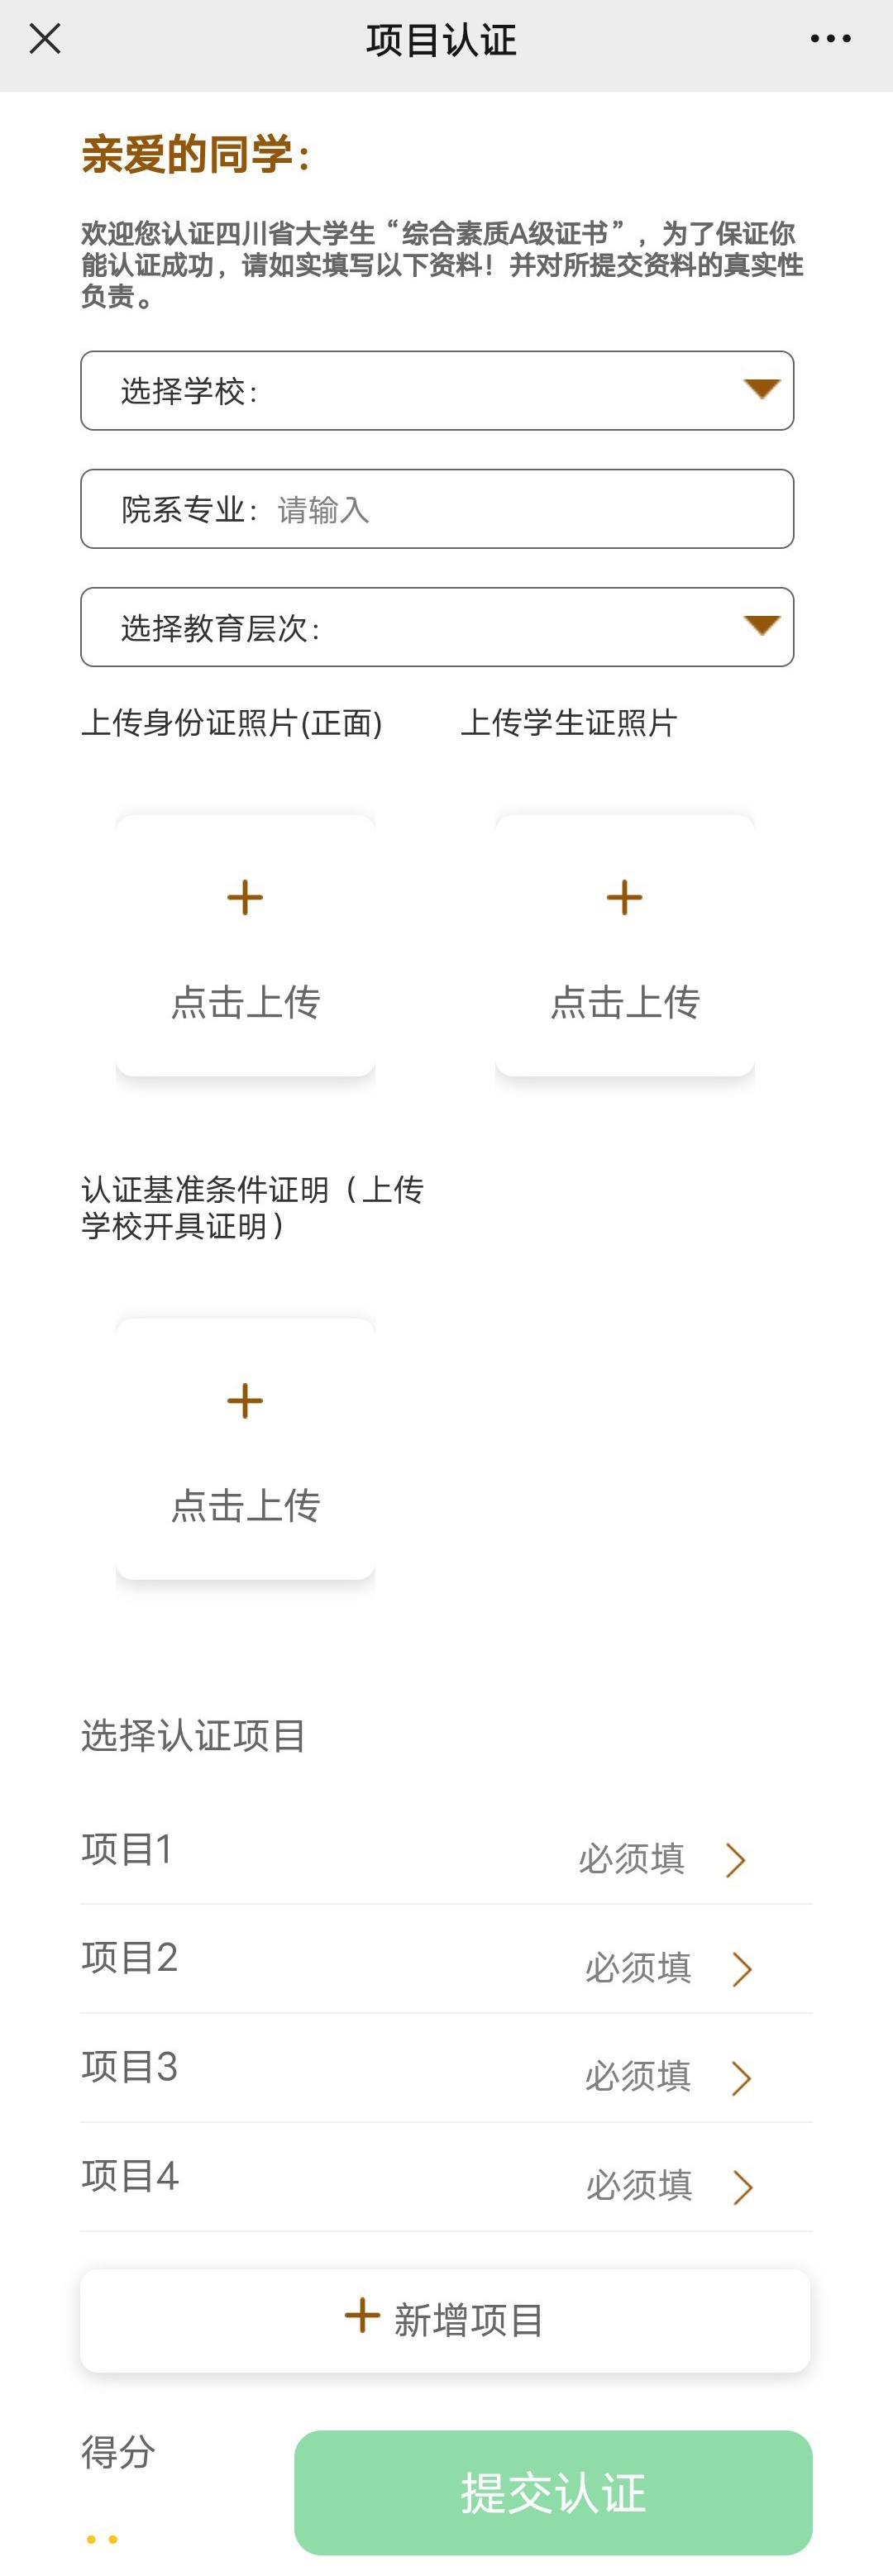 项目认证
亲爱的同学：
欢迎您认证四川省大学生“综合素质A级证书”，为了保证你
能认证成功，请如实填写以下资料！并对所提交资料的真实性
负责。
选择学校：
院系专业：请输入
选择教育层次：
上传身份证照片(正面) 上传学生证照片
点击上传 点击上传
认证基准条件证明（上传
学校开具证明）
点击上传
选择认证项目
项目1 必须填
项目2 必须填
项目3 必须填
项目4 必须填
新增项目
得分
提交认证